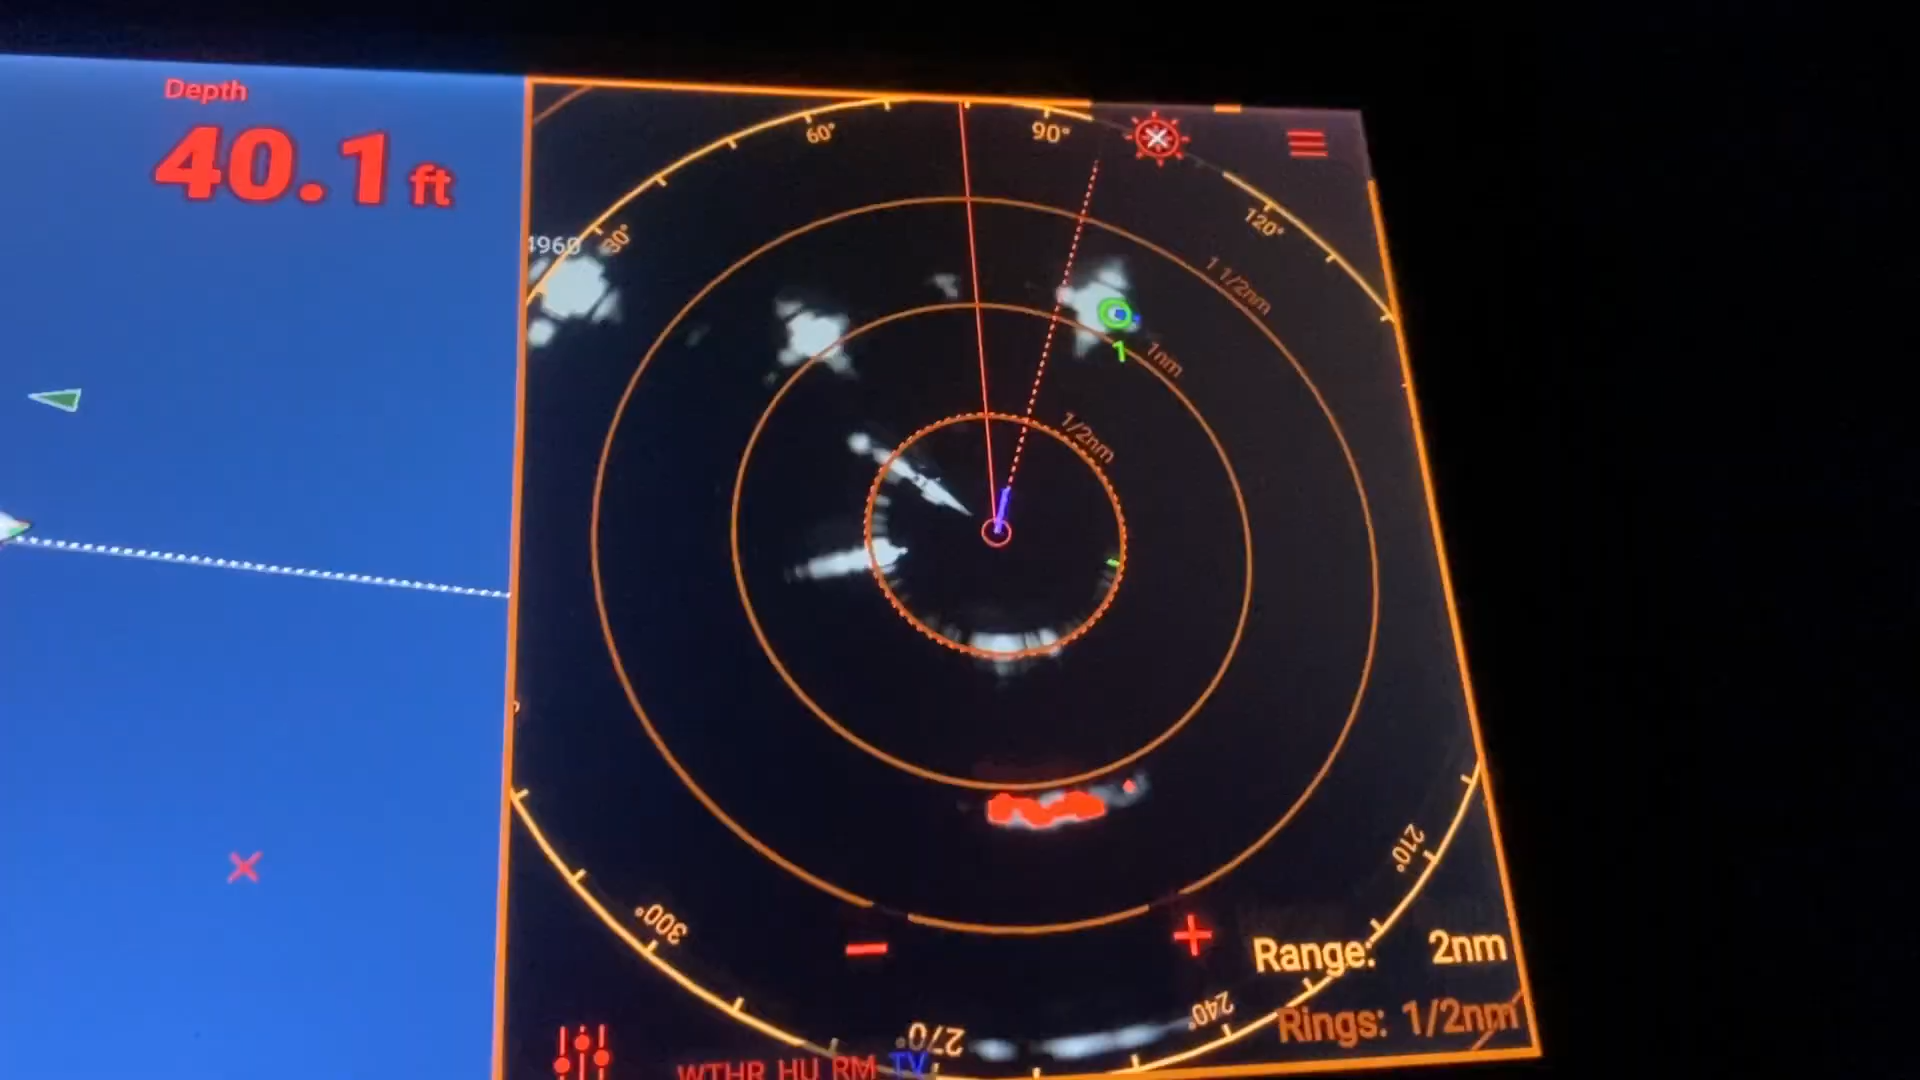 Depth
40.1 ft
60°
90°
4960
30°
120°
1 1/2nm
1
1nm
1/2nm
210°
300°
Range: 2nm
240°
Rings: 1/2nm
270°
WTHR HU RM TV